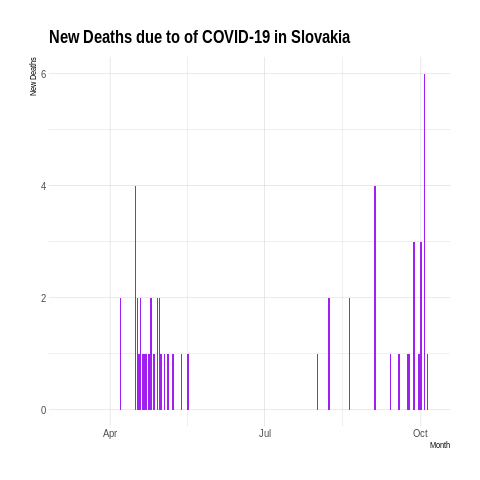 New Deaths due to of COVID-19 in Slovakia
New Deaths
6
4
2
0
Apr
Jul
Oct
Month